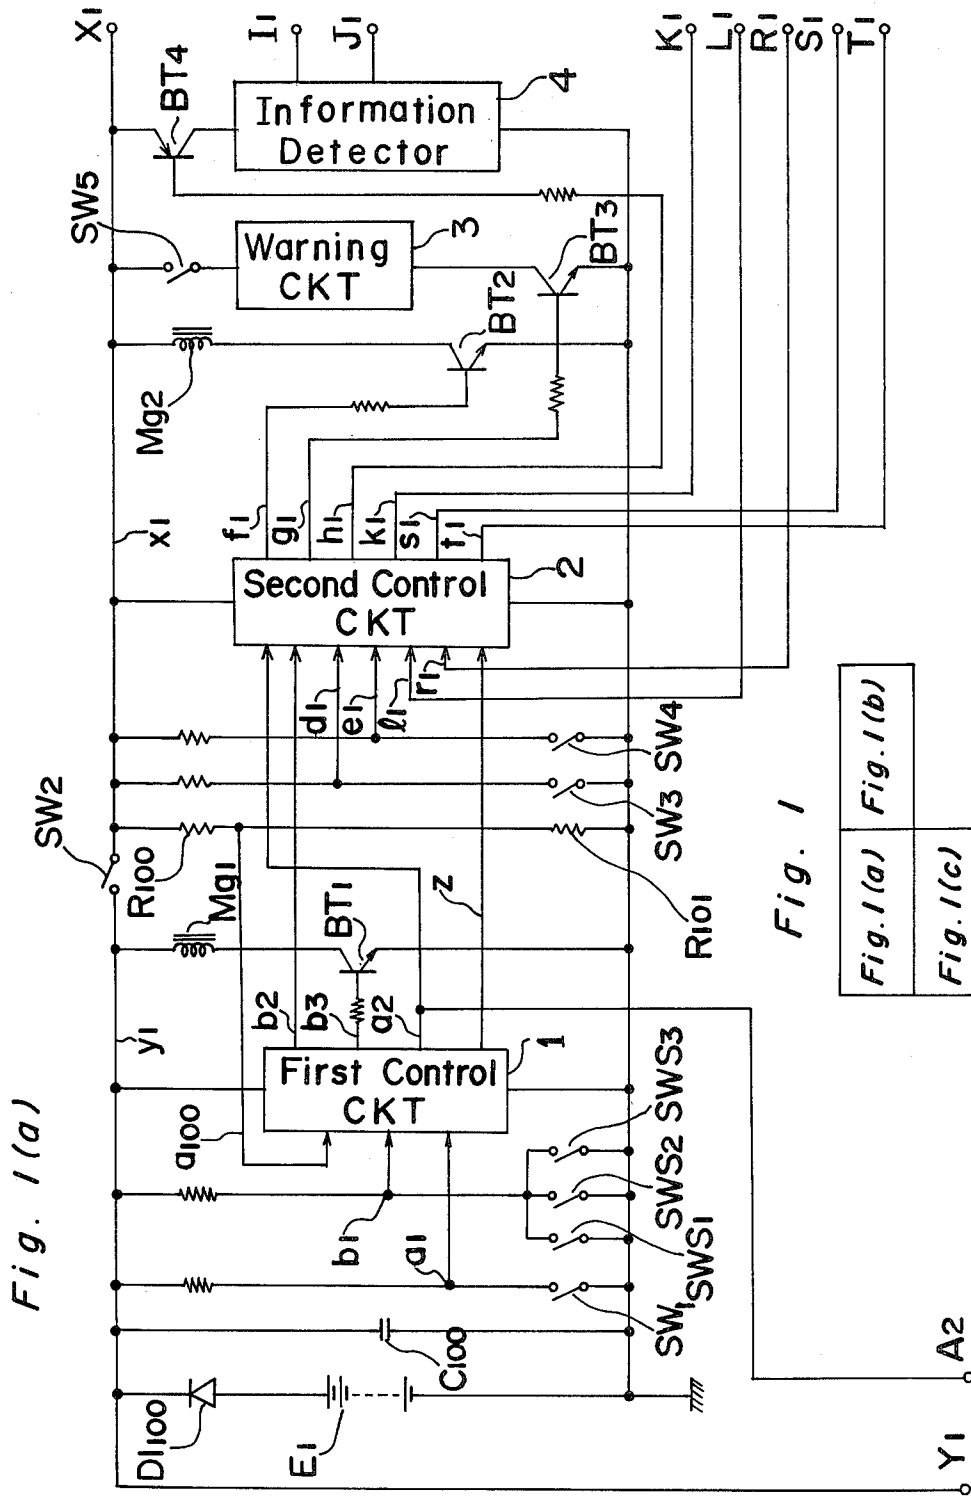 Fig. 1(a)
y1
SW2
x1
X1
D1100
E1
C100
a100
b1
a1
First Control
CKT
1
b2
b3
a2
z
BT1
Mg1
R100
R101
SW1
SWS1
SWS2
SWS3
SW3
SW4
d1
e1
ℓ1
r1
Second Control
CKT
2
f1
g1
h1
k1
s1
t1
Mg2
BT2
SW5
Warning
CKT
3
BT3
BT4
Information
Detector
4
I1
J1
K1
L1
R1
S1
T1
Y1
A2
Fig. 1
Fig. 1(a)
Fig. 1(b)
Fig. 1(c)